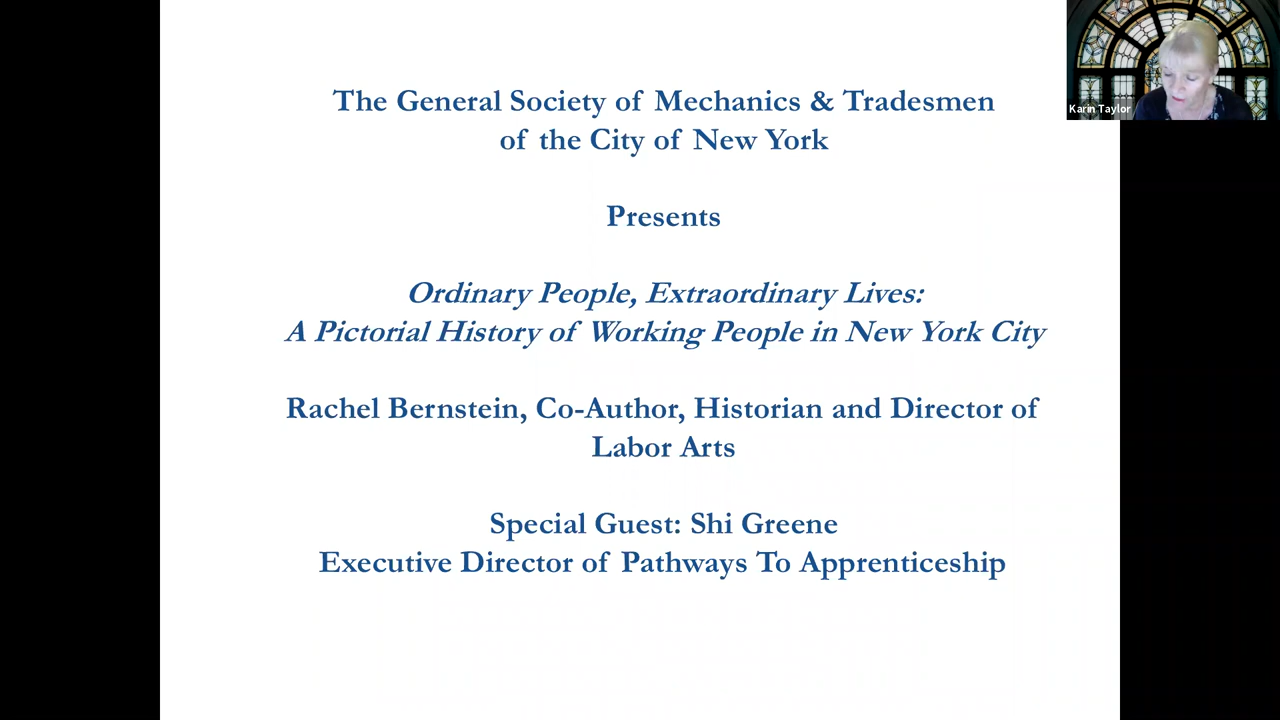 The General Society of Mechanics & Tradesmen
of the City of New York
Presents
Ordinary People, Extraordinary Lives:
A Pictorial History of Working People in New York City
Rachel Bernstein, Co-Author, Historian and Director of
Labor Arts
Special Guest: Shi Greene
Executive Director of Pathways To Apprenticeship
Karin Taylor